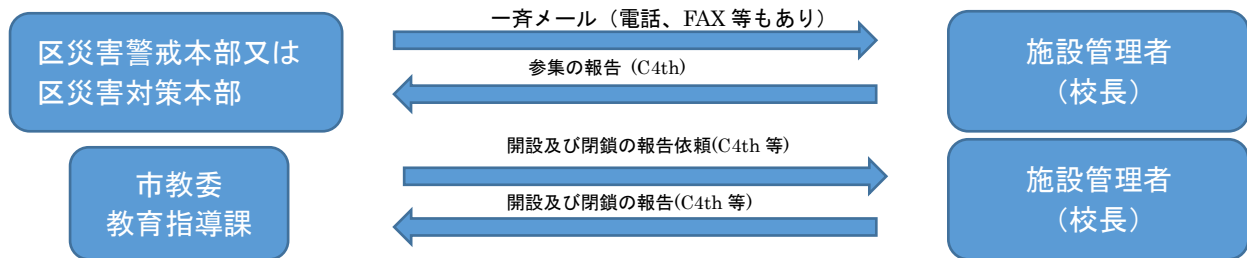 一斉メール（電話、FAX 等もあり）
区災害警戒本部又は
区災害対策本部
施設管理者
（校長）
参集の報告 (C4th)
開設及び閉鎖の報告依頼(C4th 等)
市教委
教育指導課
施設管理者
（校長）
開設及び閉鎖の報告(C4th 等)